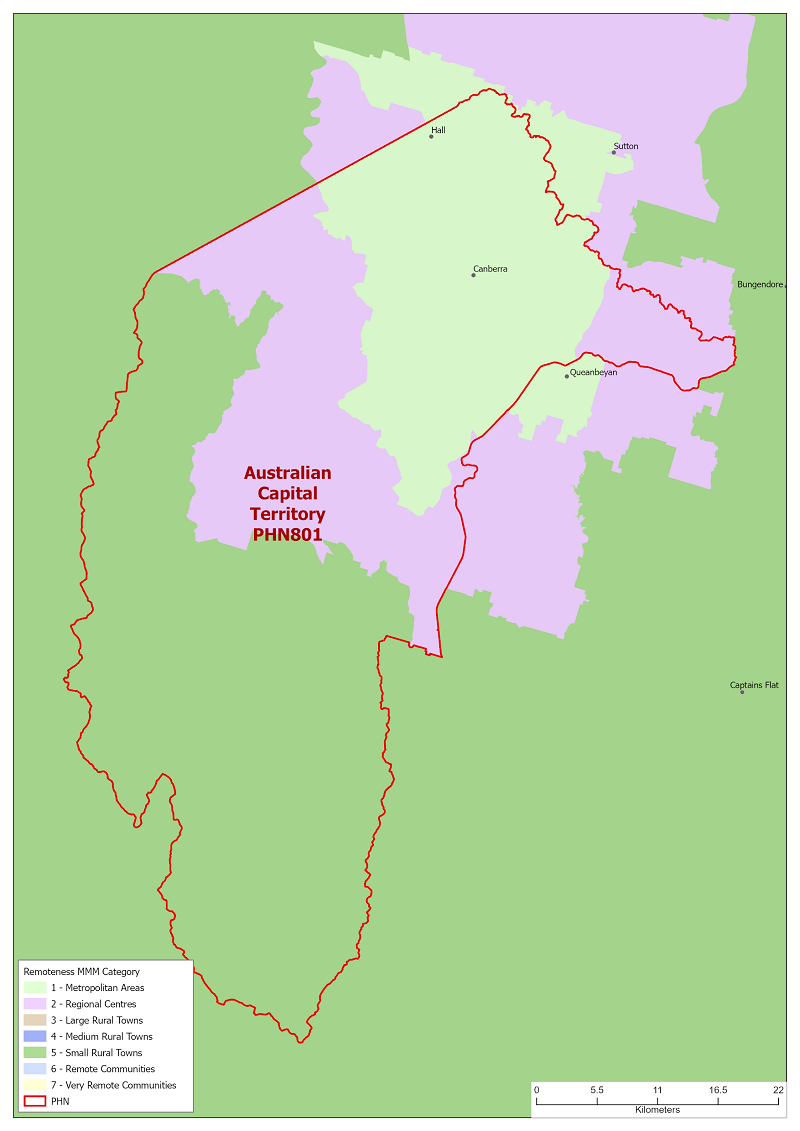 Hall
Sutton
Canberra
Bungendore
Queanbeyan
Australian
Capital
Territory
PHN801
Captains Flat
Remoteness MMM Category
1 - Metropolitan Areas
2 - Regional Centres
3 - Large Rural Towns
4 - Medium Rural Towns
5 - Small Rural Towns
6 - Remote Communities
7 - Very Remote Communities
PHN
0 5.5 11 16.5 22
Kilometers